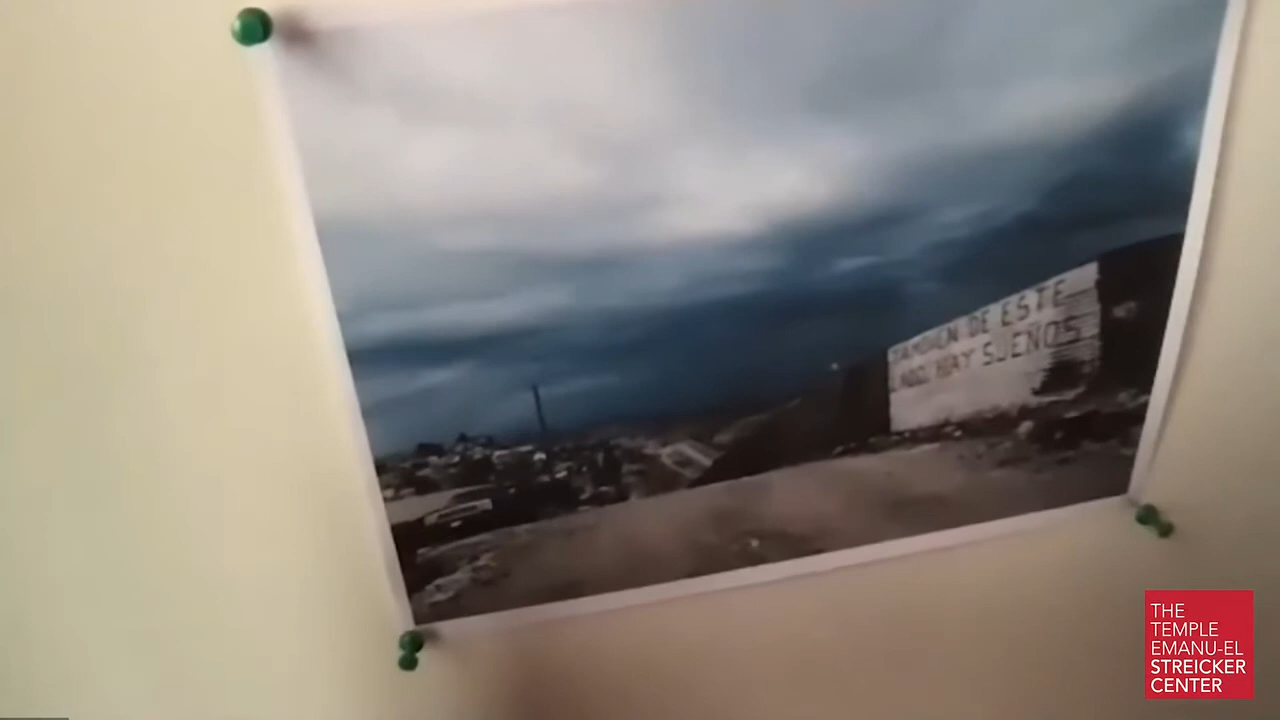 TAMBIEN DE ESTE
LADO HAY SUEÑOS
THE
TEMPLE
EMANU-EL
STREICKER
CENTER